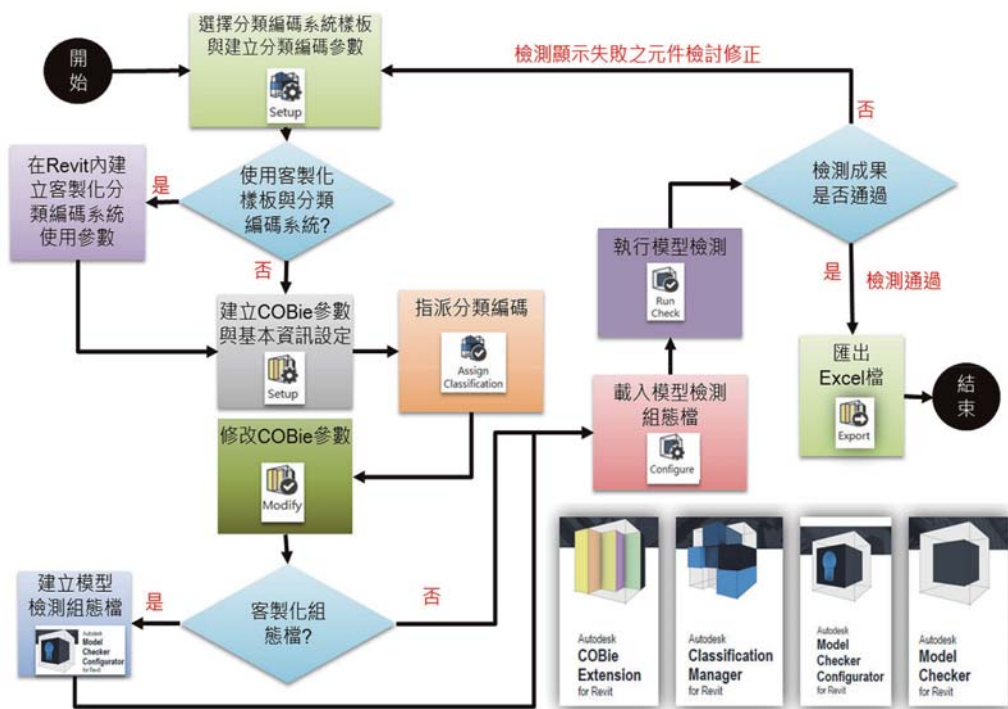 開
始
選擇分類編碼系統樣板
與建立分類編碼參數
Setup
檢測顯示失敗之元件檢討修正
否
在Revit內建
立客製化分
類編碼系統
使用參數
是
使用客製化
樣板與分類
編碼系統?
否
檢測成果
是否通過
是
檢測通過
執行模型檢測
Run
Check
建立COBie參數
與基本資訊設定
Setup
指派分類編碼
Assign
Classification
載入模型檢測
組態檔
Configure
匯出
Excel檔
Export
結
束
修改COBie參數
Modify
建立模型
檢測組態檔
Autodesk
Model
Checker
Configurator
for Revit
是
客製化組
態檔?
否
Autodesk
COBie
Extension
for Revit
Autodesk
Classification
Manager
for Revit
Autodesk
Model
Checker
Configurator
for Revit
Autodesk
Model
Checker
for Revit